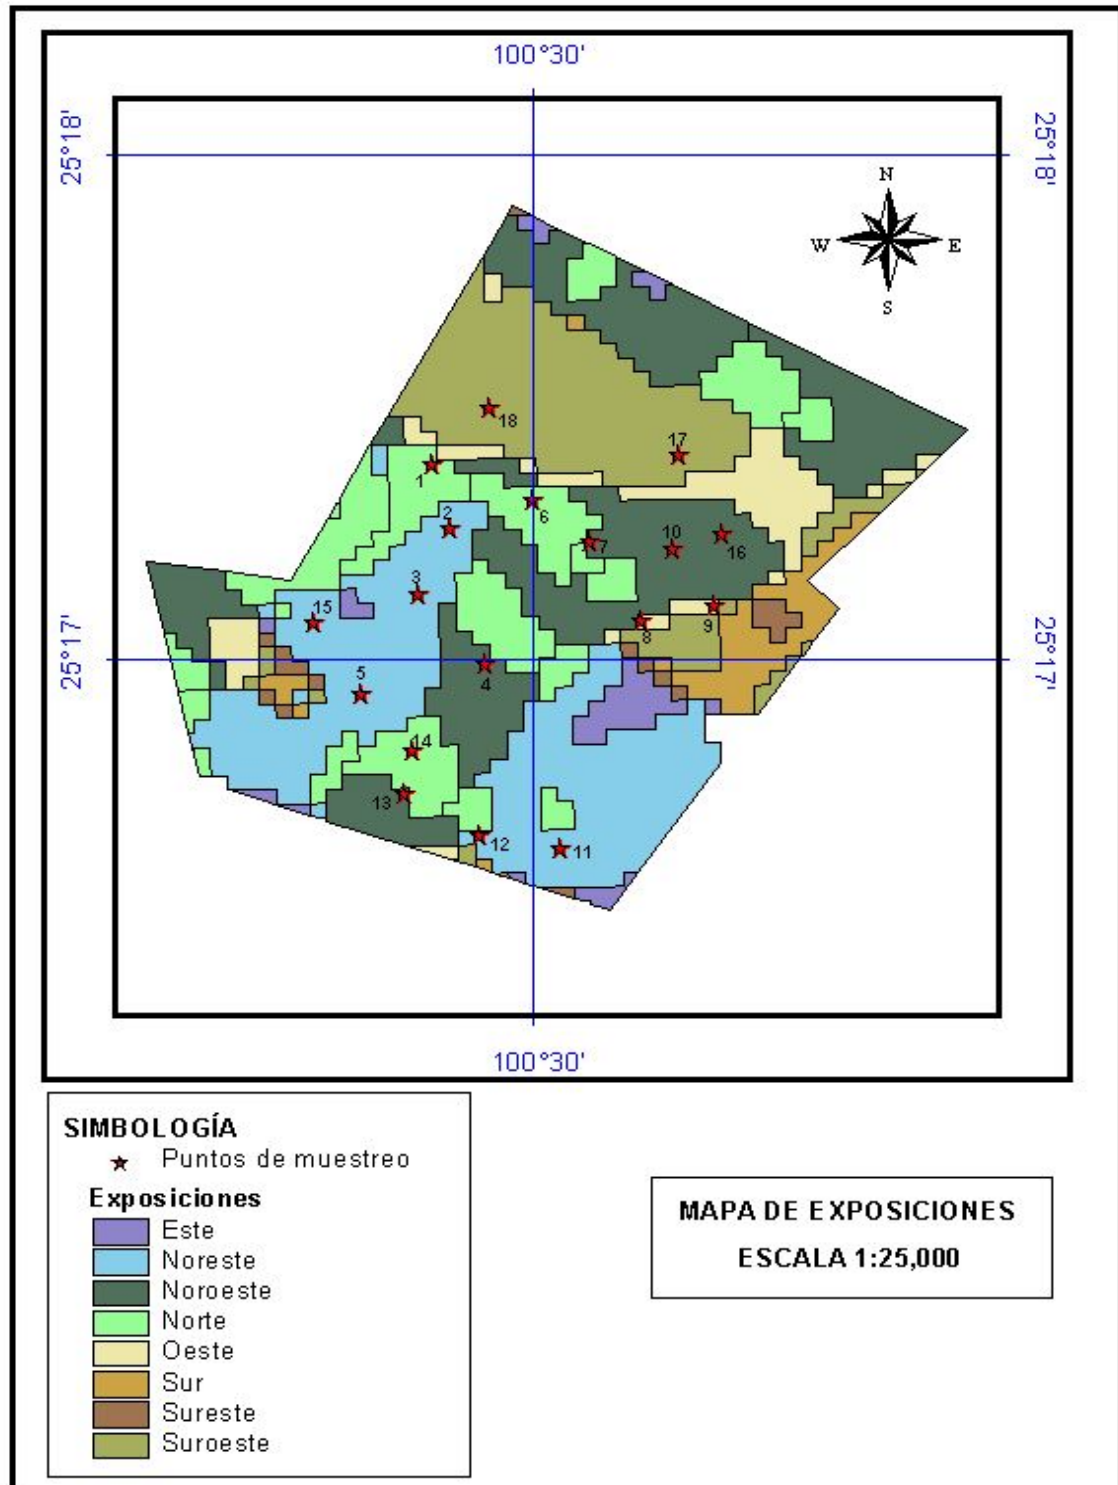 100°30'
25°18'
25°18'
N
W
E
S
18
17
1
6
2
7
10
16
3
15
8
9
4
5
14
13
12
11
25°17'
25°17'
100°30'
SIMBOLOGÍA
Puntos de muestreo
Exposiciones
Este
Noreste
Noroeste
Norte
Oeste
Sur
Sureste
Suroeste
MAPA DE EXPOSICIONES
ESCALA 1:25,000